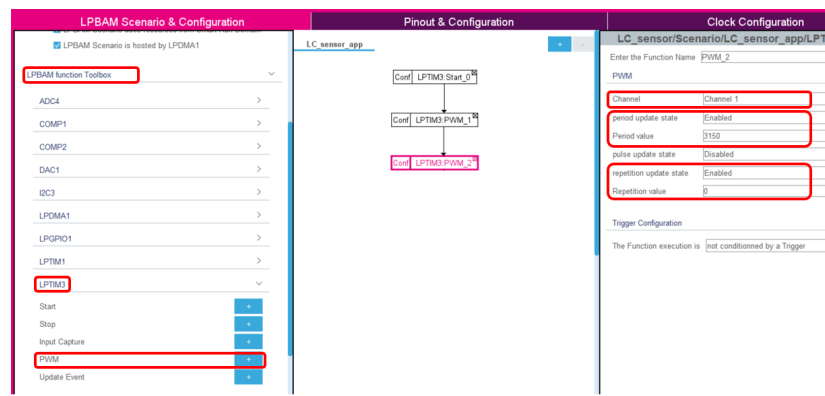 LPBAM Scenario & Configuration
Pinout & Configuration
Clock Configuration
LPBAM Scenario is hosted by LPDMA1
LPBAM function Toolbox
ADC4
COMP1
COMP2
DAC1
I2C3
LPDMA1
LPGPIO1
LPTIM1
LPTIM3
Start
+
Stop
+
Input Capture
+
PWM
+
Update Event
+
LC_sensor_app
+
-
Conf LPTIM3:Start_0
Conf LPTIM3:PWM_1
Conf LPTIM3:PWM_2
LC_sensor/Scenario/LC_sensor_app/LPT
Enter the Function Name PWM_2
PWM
Channel Channel 1
period update state Enabled
Period value 3150
pulse update state Disabled
repetition update state Enabled
Repetition value 0
Trigger Configuration
The Function execution is not conditionned by a Trigger